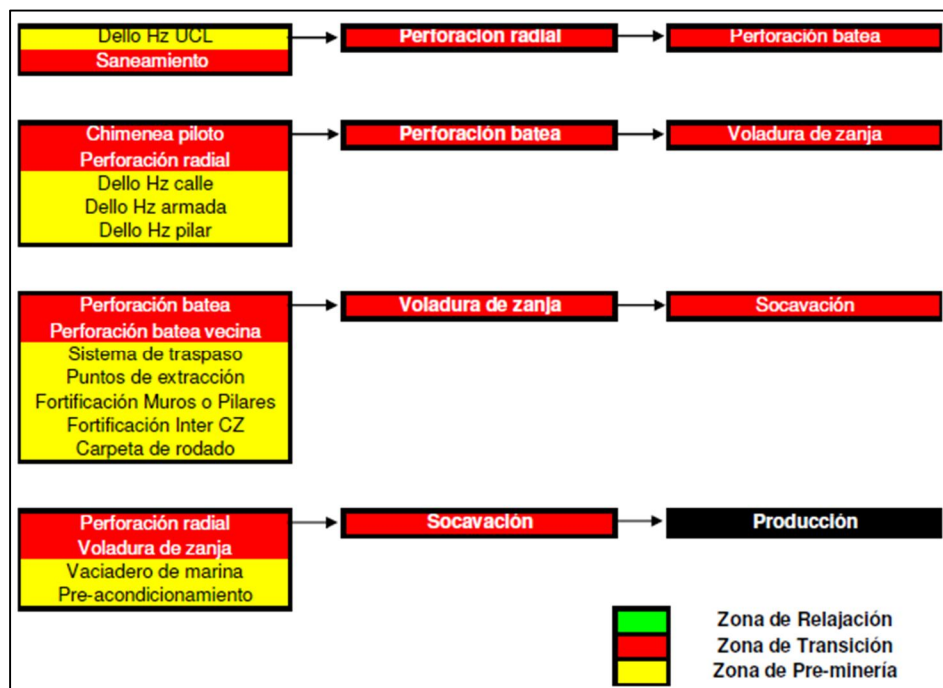 Dello Hz UCL
Saneamiento
Perforación radial
Perforación batea
Chimenea piloto
Perforación radial
Dello Hz calle
Dello Hz armada
Dello Hz pilar
Perforación batea
Voladura de zanja
Perforación batea
Perforación batea vecina
Sistema de traspaso
Puntos de extracción
Fortificación Muros o Pilares
Fortificación Inter CZ
Carpeta de rodado
Voladura de zanja
Socavación
Perforación radial
Voladura de zanja
Vaciadero de marina
Pre-acondicionamiento
Socavación
Producción
Zona de Relajación
Zona de Transición
Zona de Pre-minería